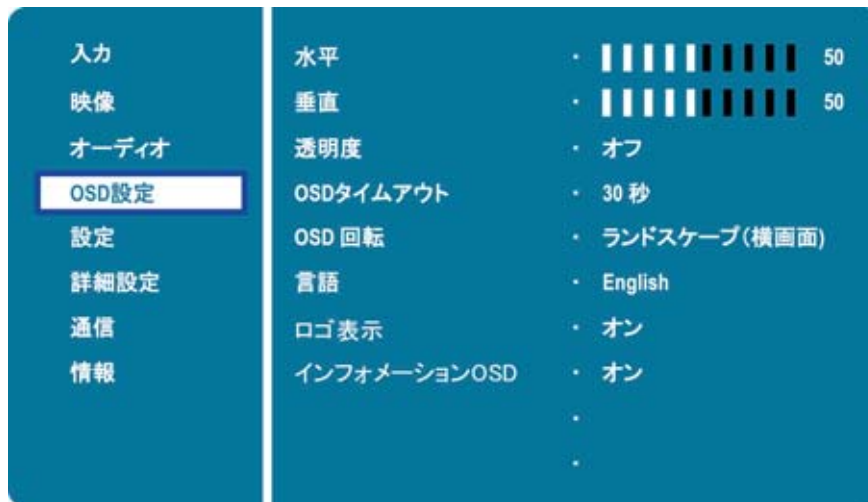 入力
映像
オーディオ
OSD設定
設定
詳細設定
通信
情報
水平 ・ 50
垂直 ・ 50
透明度 ・ オフ
OSDタイムアウト ・ 30 秒
OSD 回転 ・ ランドスケープ(横画面)
言語 ・ English
ロゴ表示 ・ オン
インフォメーションOSD ・ オン
・
・